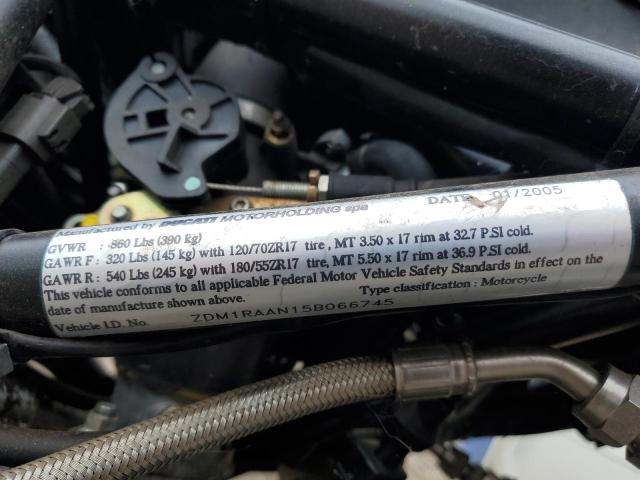 Manufactured by DUCATI MOTORHOLDING spa DATE 01/2005
GVWR : 860 Lbs (390 Kg)
GAWR F : 320 Lbs (145 kg) with 120/70ZR17 tire , MT 3.50 x 17 rim at 32.7 P.SI cold.
GAWR R : 540 Lbs (245 kg) with 180/55ZR17 tire , MT 5.50 x 17 rim at 36.9 P.SI cold.
This vehicle conforms to all applicable Federal Motor Vehicle Safety Standards in effect on the
date of manufacture shown above. Type classification : Motorcycle
Vehicle I.D. No. ZDM1RAAN15B066745